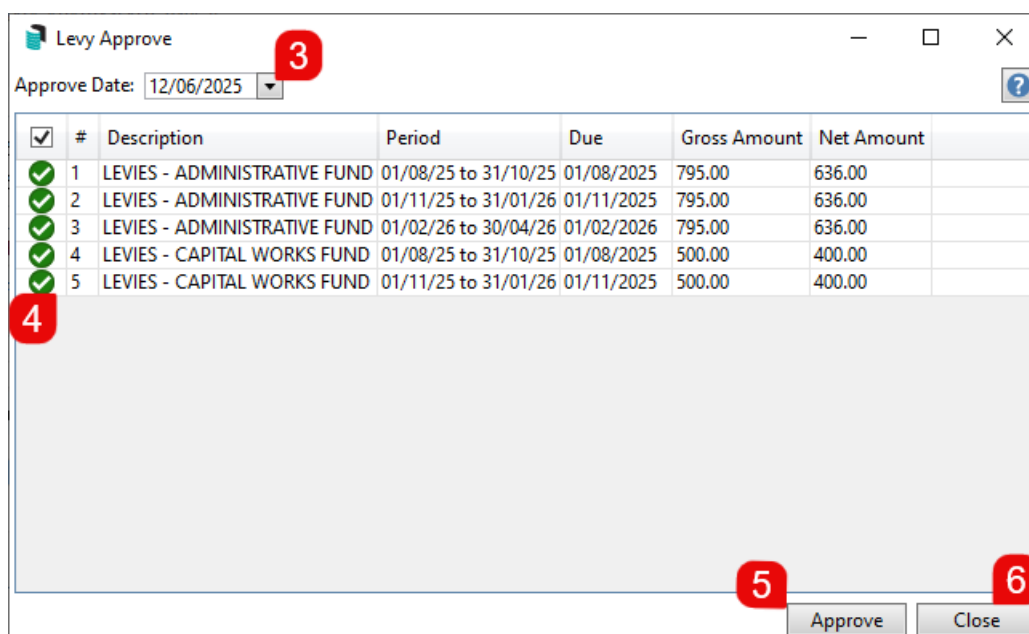 Levy Approve
3
Approve Date: 12/06/2025
?
# Description Period Due Gross Amount Net Amount
1 LEVIES - ADMINISTRATIVE FUND 01/08/25 to 31/10/25 01/08/2025 795.00 636.00
2 LEVIES - ADMINISTRATIVE FUND 01/11/25 to 31/01/26 01/11/2025 795.00 636.00
3 LEVIES - ADMINISTRATIVE FUND 01/02/26 to 30/04/26 01/02/2026 795.00 636.00
4 LEVIES - CAPITAL WORKS FUND 01/08/25 to 31/10/25 01/08/2025 500.00 400.00
5 LEVIES - CAPITAL WORKS FUND 01/11/25 to 31/01/26 01/11/2025 500.00 400.00
4
5 6
Approve Close